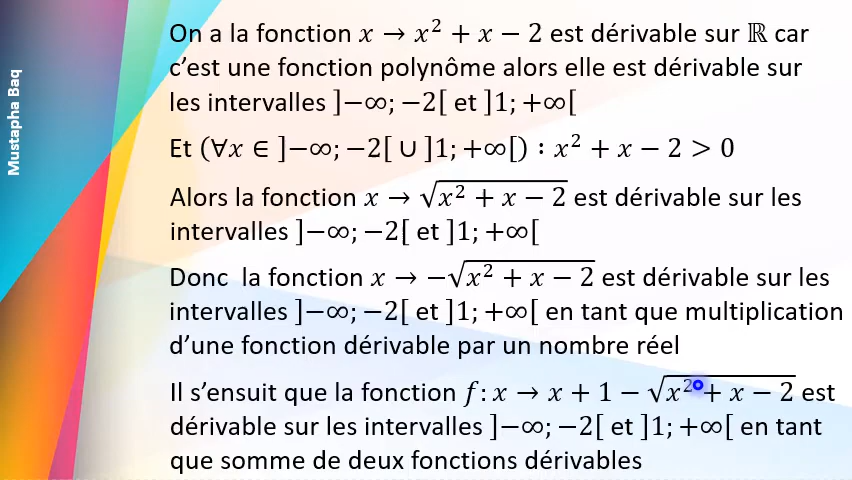 Mustapha Baq
On a la fonction 𝑥 → 𝑥² + 𝑥 − 2 est dérivable sur ℝ car
c’est une fonction polynôme alors elle est dérivable sur
les intervalles ]−∞; −2[ et ]1; +∞[
Et (∀𝑥 ∈ ]−∞; −2[ ∪ ]1; +∞[) : 𝑥² + 𝑥 − 2 > 0
Alors la fonction 𝑥 → √(𝑥² + 𝑥 − 2) est dérivable sur les
intervalles ]−∞; −2[ et ]1; +∞[
Donc la fonction 𝑥 → −√(𝑥² + 𝑥 − 2) est dérivable sur les
intervalles ]−∞; −2[ et ]1; +∞[ en tant que multiplication
d’une fonction dérivable par un nombre réel
Il s’ensuit que la fonction 𝑓: 𝑥 → 𝑥 + 1 − √(𝑥² + 𝑥 − 2) est
dérivable sur les intervalles ]−∞; −2[ et ]1; +∞[ en tant
que somme de deux fonctions dérivables